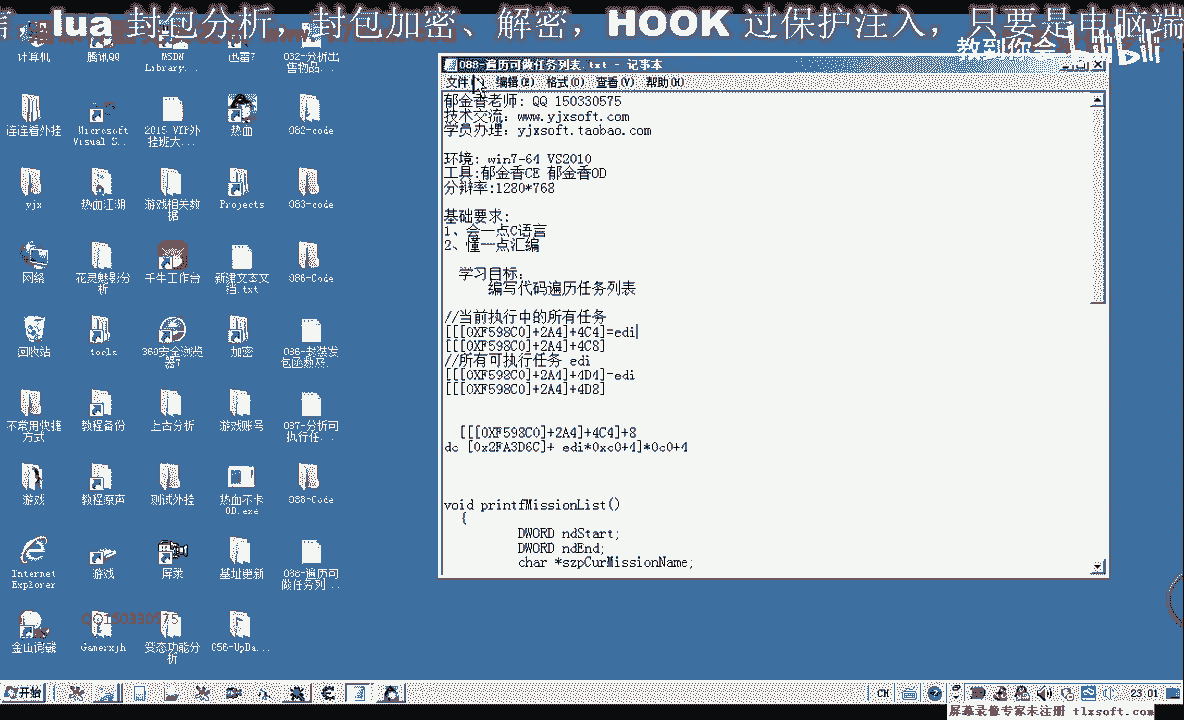 lua 封包分析，封包加密、解密，HOOK 过保护注入，只要是电脑端
教到你会
bilibili
计算机
腾讯QQ
MSDN
Library...
迅雷7
032-分析出
售物品...
连连看外挂
Microsoft
Visual S...
2015 VIP外
挂班大...
热血
082-code
yjx
热血江湖
游戏相关数
据
Projects
083-code
网络
花灵魅影分
析
千牛工作台
新建文本文
档.txt
086-Code
回收站
tools
360安全浏览
器7
加密
086-封装发
包函数及...
不常用快捷
方式
教程备份
上古分析
游戏账号
087-分析可
执行任...
游戏
教程原声
测试外挂
热血不卡
OD.exe
088-Code
Internet
Explorer
游戏
屏录
基址更新
088-遍历可
做任务列...
QQ150330575
金山词霸
Gamerxjh
变态功能分
析
056-UpDa...
088-遍历可做任务列表.txt - 记事本
文件 编辑(E) 格式(O) 查看(V) 帮助(H)
郁金香老师: QQ 150330575
技术交流: www.yjxsoft.com
学员办理: yjxsoft.taobao.com
环境: win7-64 VS2010
工具:郁金香CE 郁金香OD
分辩率:1280*768
基础要求:
1、会一点C语言
2、懂一点汇编
学习目标:
编写代码遍历任务列表
//当前执行中的所有任务
[[[0XF598C0]+2A4]+4C4]=edi
[[[0XF598C0]+2A4]+4C8]
//所有可执行任务 edi
[[[0XF598C0]+2A4]+4D4]=edi
[[[0XF598C0]+2A4]+4D8]
[[[0XF598C0]+2A4]+4C4]+8
dc [0x2FA3D6C]+ edi*0xc0+4]*0c0+4
void printfMissionList()
{
DWORD ndStart;
DWORD ndEnd;
char *szpCurMissionName;
开始
CH
23:01
屏幕录像专家未注册 tlxsoft.com